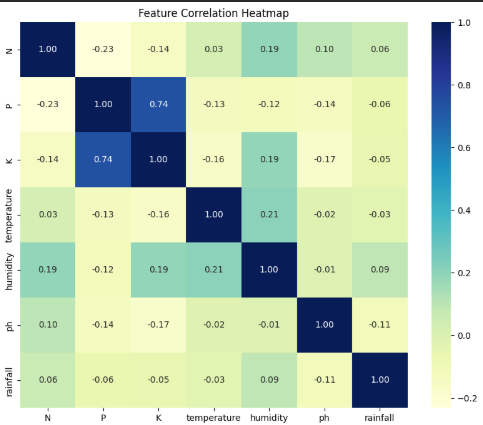 Feature Correlation Heatmap
N 1.00 -0.23 -0.14 0.03 0.19 0.10 0.06
P -0.23 1.00 0.74 -0.13 -0.12 -0.14 -0.06
K -0.14 0.74 1.00 -0.16 0.19 -0.17 -0.05
temperature 0.03 -0.13 -0.16 1.00 0.21 -0.02 -0.03
humidity 0.19 -0.12 0.19 0.21 1.00 -0.01 0.09
ph 0.10 -0.14 -0.17 -0.02 -0.01 1.00 -0.11
rainfall 0.06 -0.06 -0.05 -0.03 0.09 -0.11 1.00
N P K temperature humidity ph rainfall
1.0
0.8
0.6
0.4
0.2
0.0
−0.2